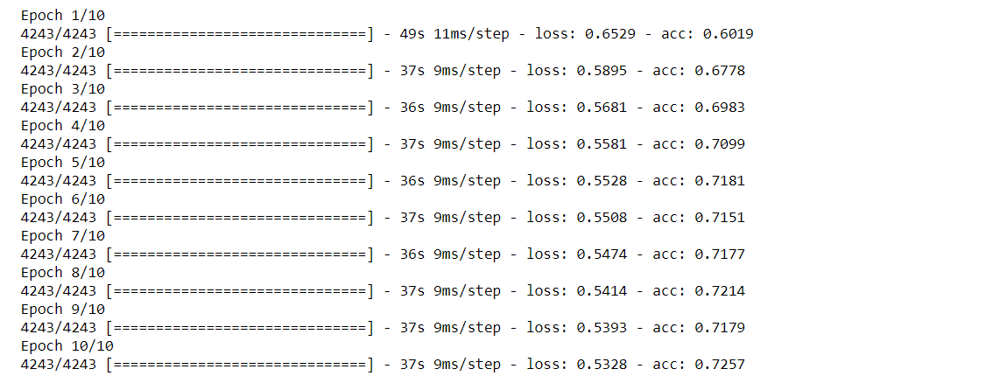 Epoch 1/10
4243/4243 [==============================] - 49s 11ms/step - loss: 0.6529 - acc: 0.6019
Epoch 2/10
4243/4243 [==============================] - 37s 9ms/step - loss: 0.5895 - acc: 0.6778
Epoch 3/10
4243/4243 [==============================] - 36s 9ms/step - loss: 0.5681 - acc: 0.6983
Epoch 4/10
4243/4243 [==============================] - 37s 9ms/step - loss: 0.5581 - acc: 0.7099
Epoch 5/10
4243/4243 [==============================] - 36s 9ms/step - loss: 0.5528 - acc: 0.7181
Epoch 6/10
4243/4243 [==============================] - 37s 9ms/step - loss: 0.5508 - acc: 0.7151
Epoch 7/10
4243/4243 [==============================] - 36s 9ms/step - loss: 0.5474 - acc: 0.7177
Epoch 8/10
4243/4243 [==============================] - 37s 9ms/step - loss: 0.5414 - acc: 0.7214
Epoch 9/10
4243/4243 [==============================] - 37s 9ms/step - loss: 0.5393 - acc: 0.7179
Epoch 10/10
4243/4243 [==============================] - 37s 9ms/step - loss: 0.5328 - acc: 0.7257